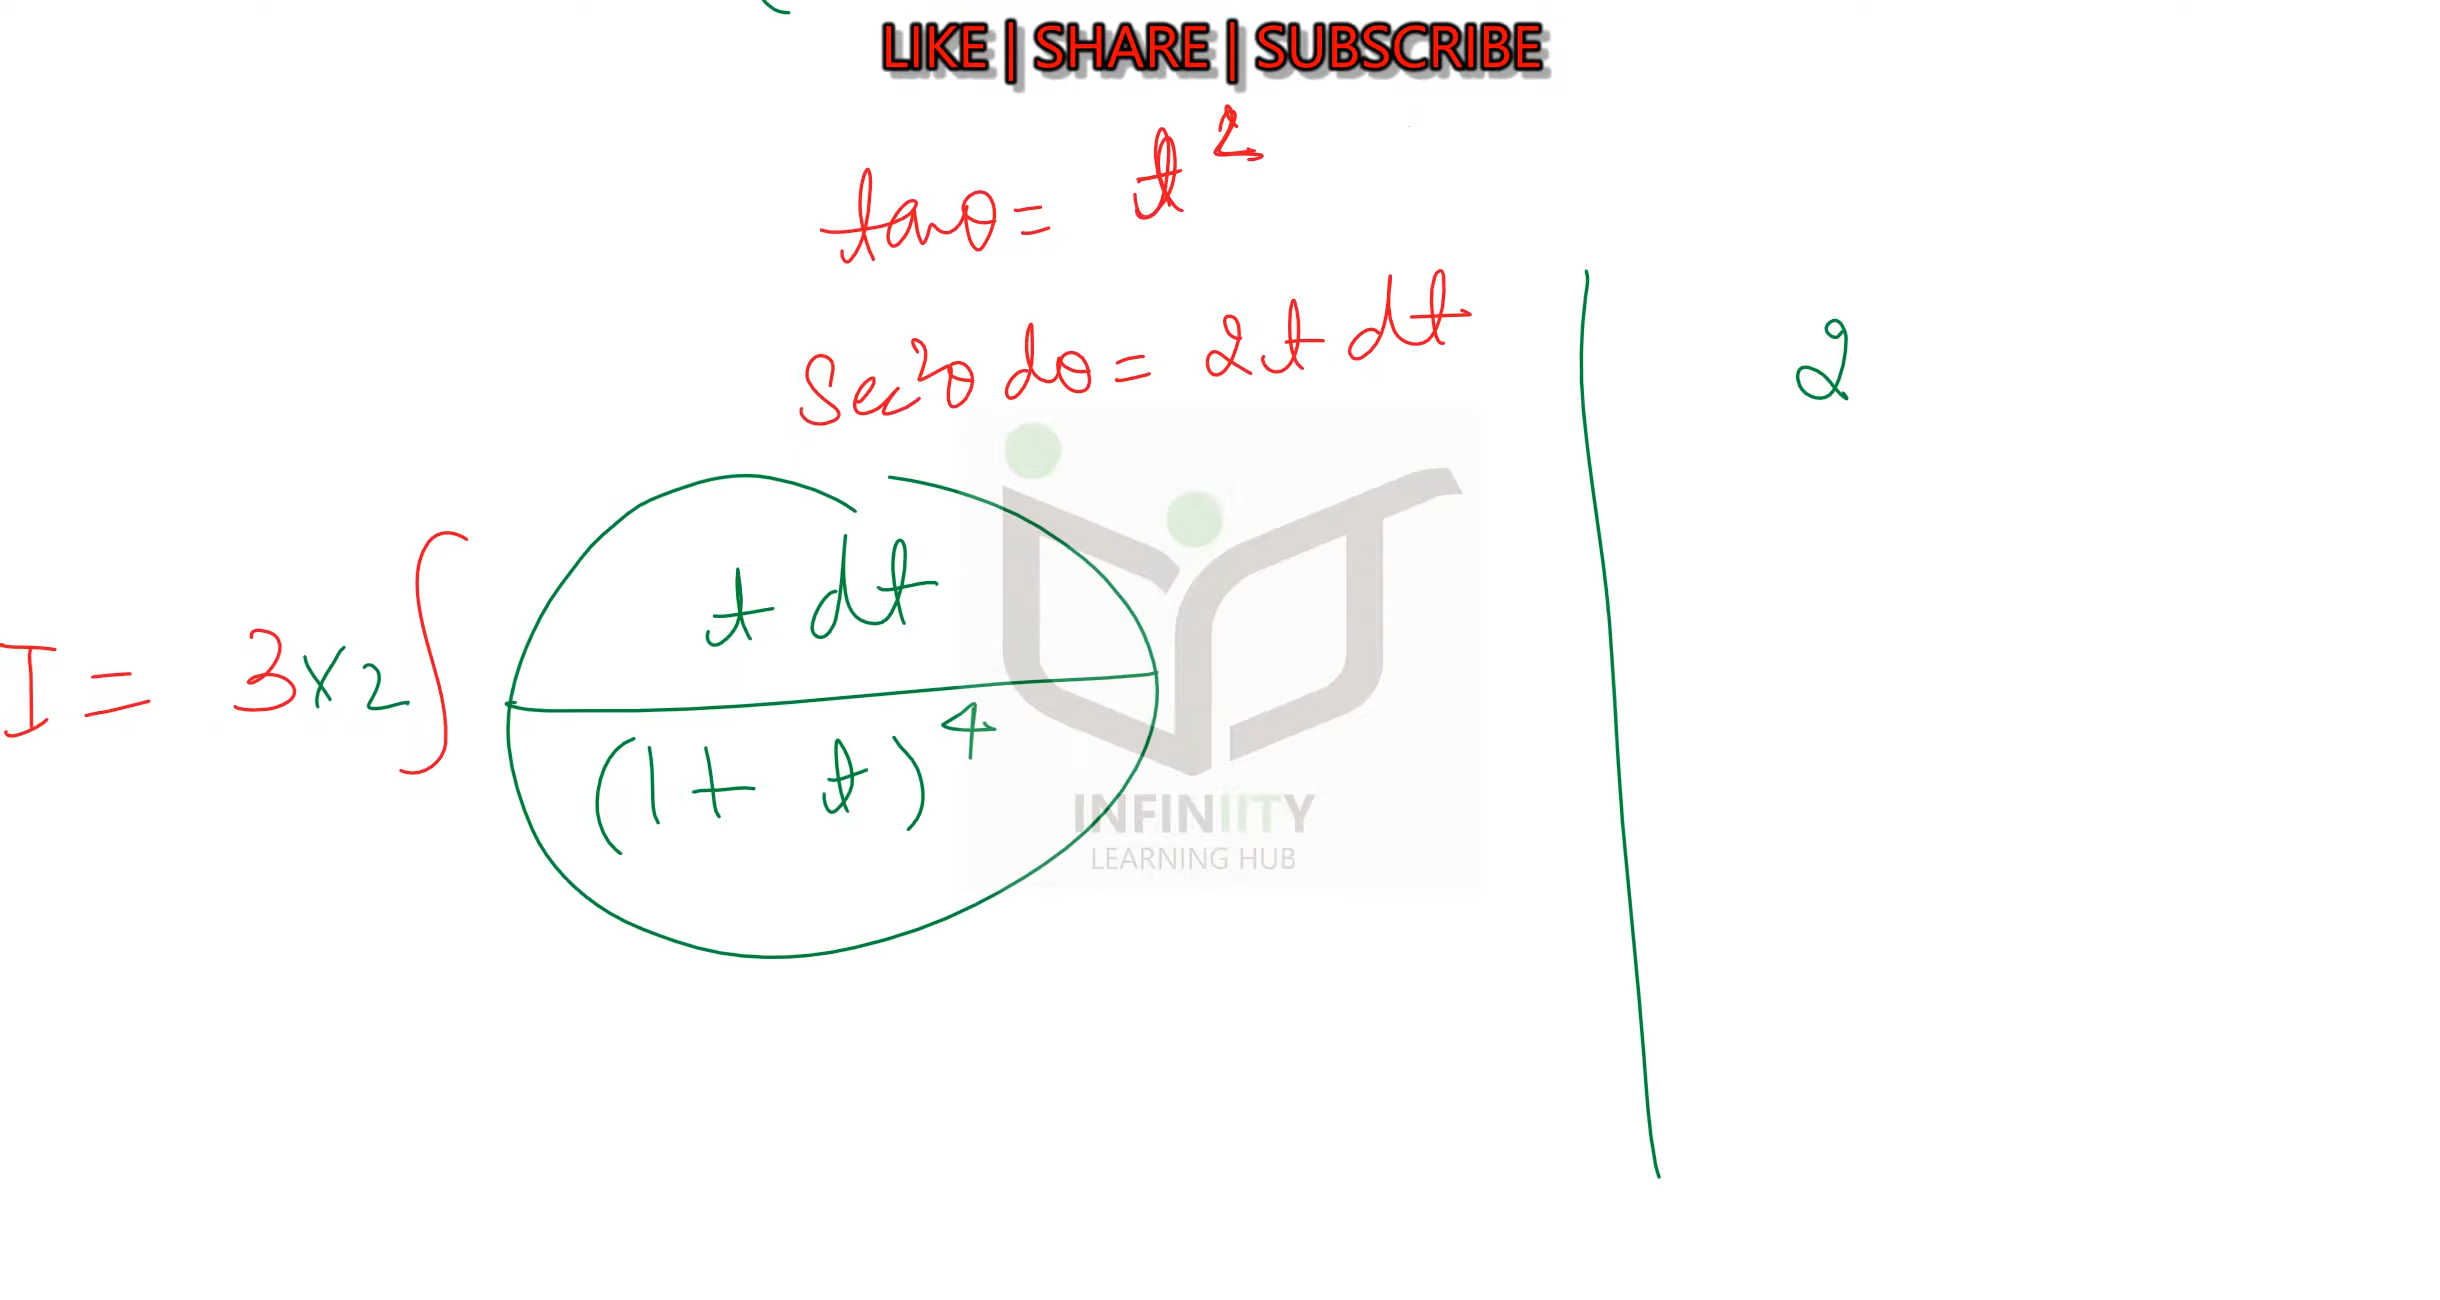 LIKE | SHARE | SUBSCRIBE
tanθ = t²
Sec²θ dθ = 2t dt
2
I = 3×2 ∫ t dt / (1 + t)⁴
INFINIITY
LEARNING HUB